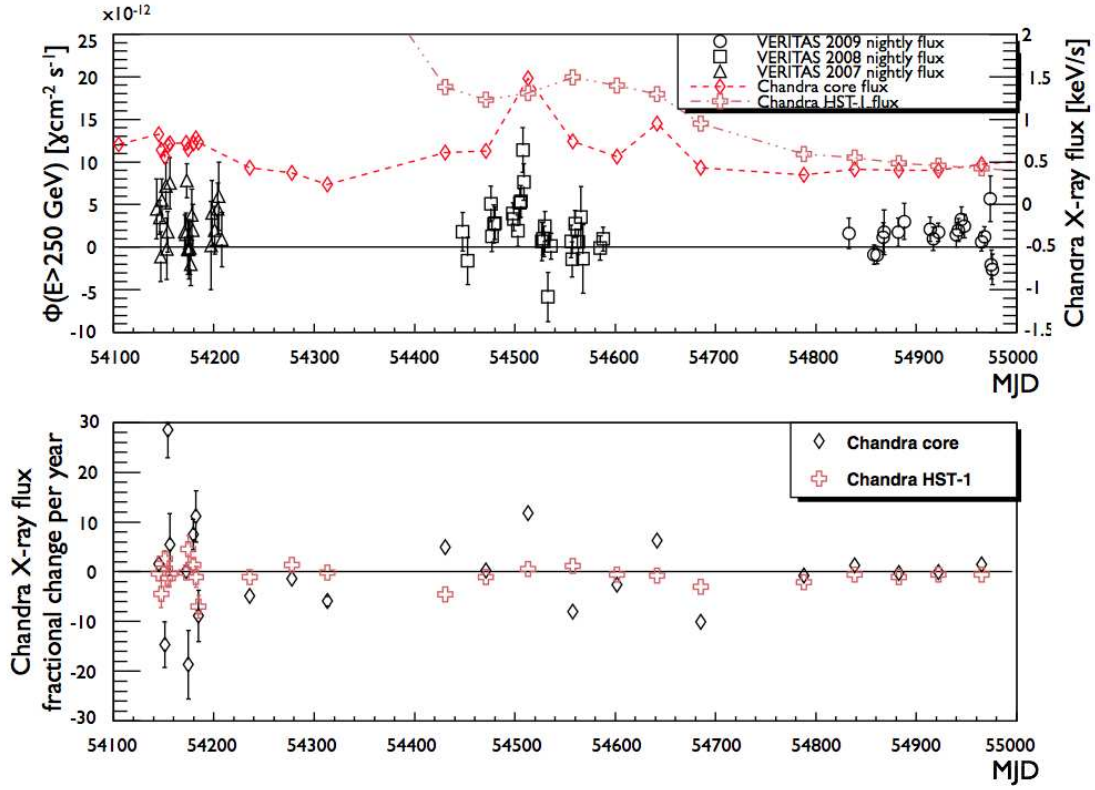 ×10⁻¹²
Φ(E>250 GeV) [γcm⁻² s⁻¹]
25
20
15
10
5
0
-5
-10
VERITAS 2009 nightly flux
VERITAS 2008 nightly flux
VERITAS 2007 nightly flux
Chandra core flux
Chandra HST-1 flux
2
1.5
1
0.5
0
-0.5
-1
-1.5
Chandra X-ray flux [keV/s]
54100 54200 54300 54400 54500 54600 54700 54800 54900 55000
MJD
Chandra X-ray flux
fractional change per year
30
20
10
0
-10
-20
-30
Chandra core
Chandra HST-1
54100 54200 54300 54400 54500 54600 54700 54800 54900 55000
MJD